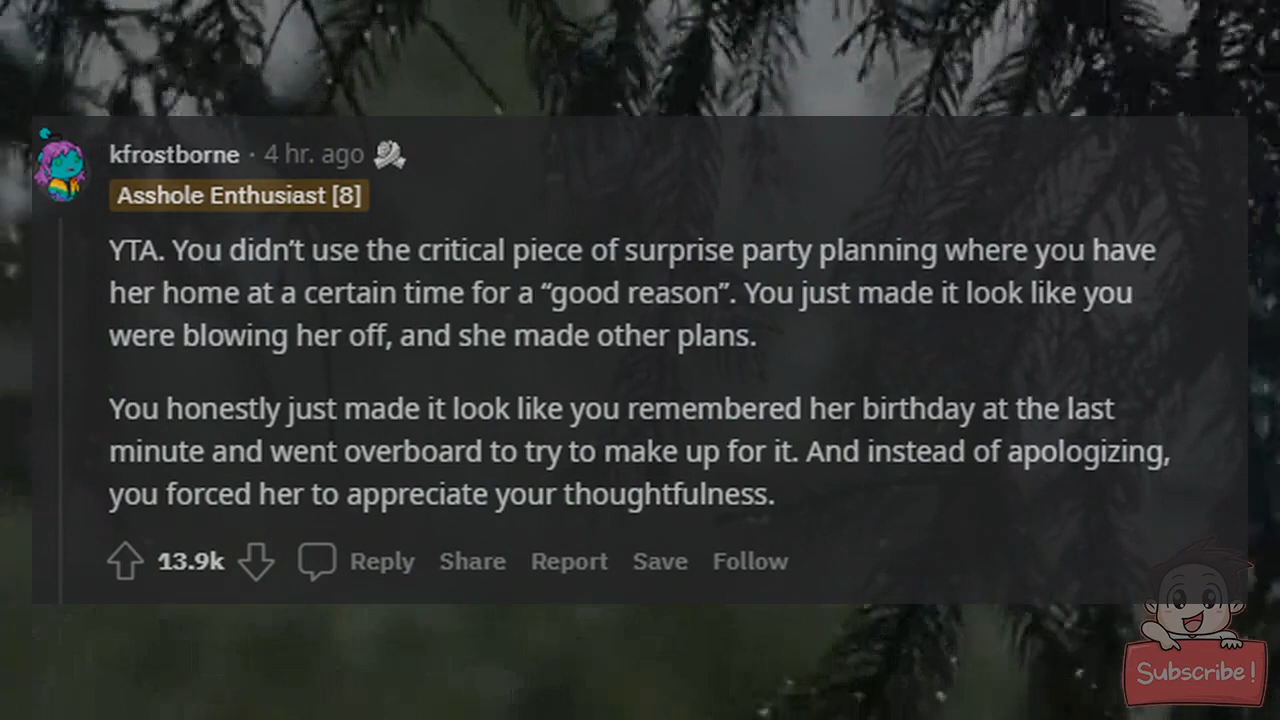 kfrostborne · 4 hr. ago
Asshole Enthusiast [8]
YTA. You didn’t use the critical piece of surprise party planning where you have
her home at a certain time for a “good reason”. You just made it look like you
were blowing her off, and she made other plans.
You honestly just made it look like you remembered her birthday at the last
minute and went overboard to try to make up for it. And instead of apologizing,
you forced her to appreciate your thoughtfulness.
13.9k Reply Share Report Save Follow
Subscribe!